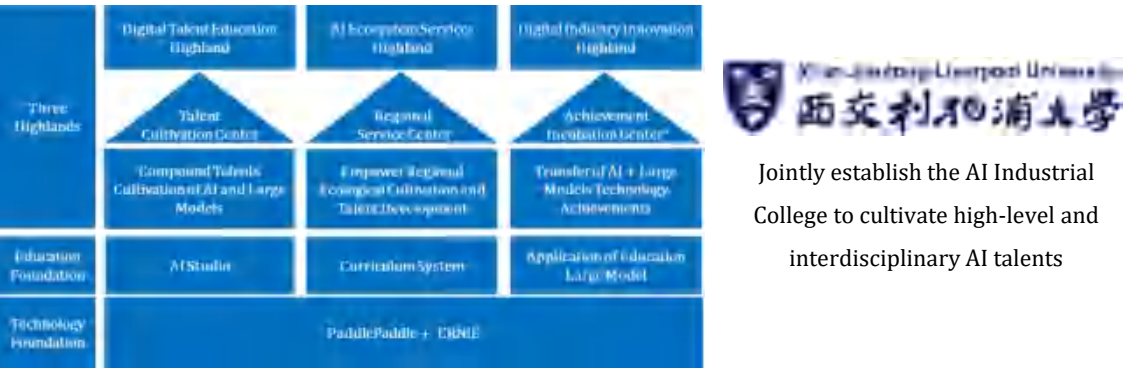 Three
Highlands
Digital Talent Education
Highland
AI Ecosystem Services
Highland
Digital Industry Innovation
Highland
Talent
Cultivation Center
Regional
Service Center
Achievement
Incubation Center"
Compound Talents
Cultivation of AI and Large
Models
Empower Regional
Ecological Cultivation and
Talent Development
Transfer of AI + Large
Models Technology
Achievements
Education
Foundation
AI Studio
Curriculum System
Application of Education
Large Model
Technology
Foundation
PaddlePaddle + ERNIE
Xi'an Jiaotong-Liverpool University
西交利物浦大学
Jointly establish the AI Industrial
College to cultivate high-level and
interdisciplinary AI talents